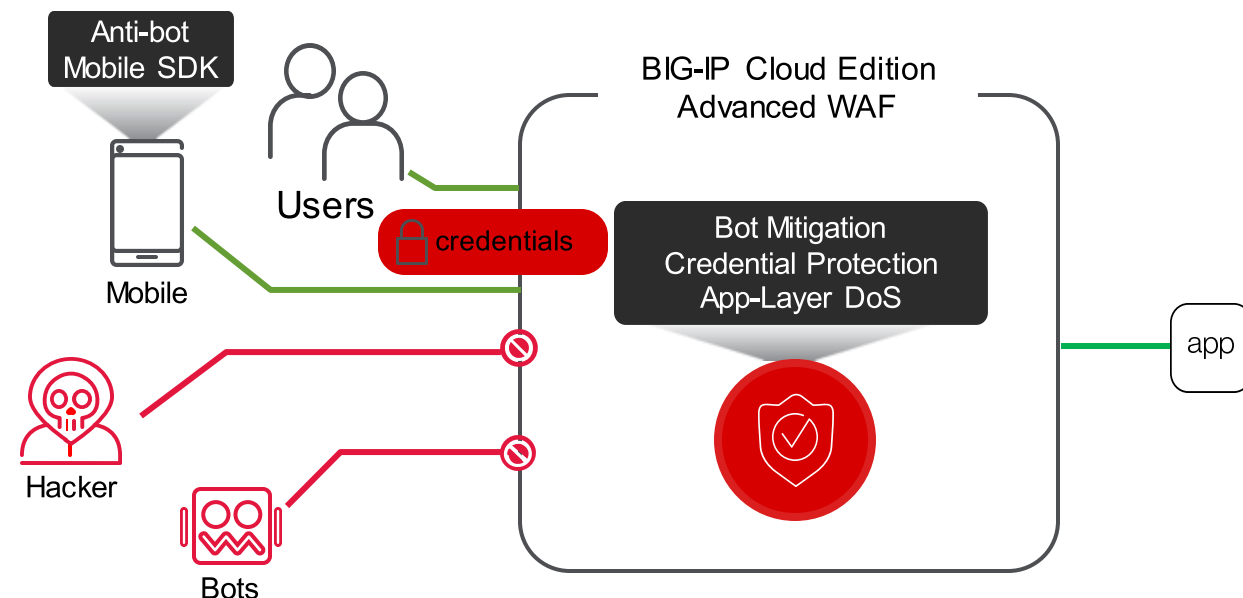 Anti-bot
Mobile SDK
Users
Mobile
Hacker
Bots
credentials
BIG-IP Cloud Edition
Advanced WAF
Bot Mitigation
Credential Protection
App-Layer DoS
app